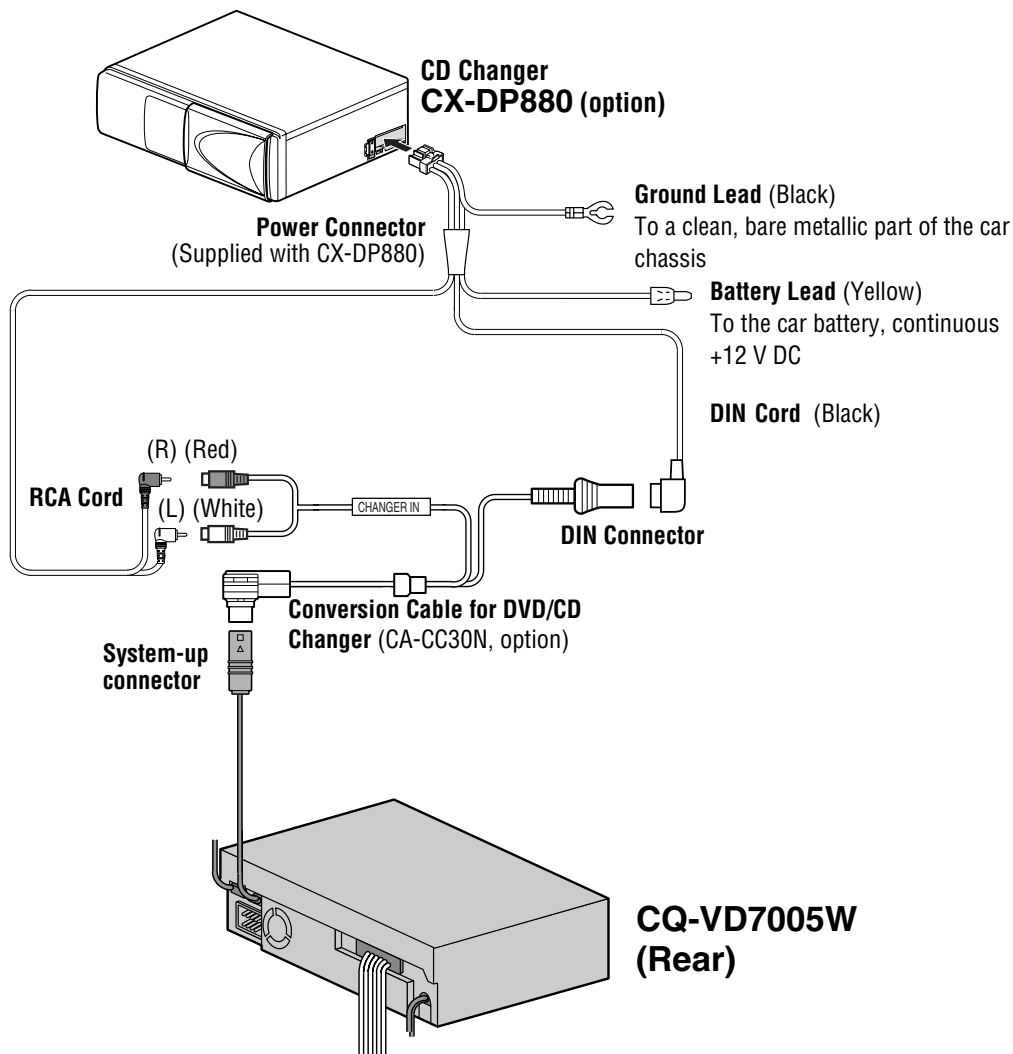 CD Changer
CX-DP880 (option)
Ground Lead (Black)
To a clean, bare metallic part of the car
chassis
Power Connector
(Supplied with CX-DP880)
Battery Lead (Yellow)
To the car battery, continuous
+12 V DC
DIN Cord (Black)
(R) (Red)
RCA Cord
(L) (White)
CHANGER IN
DIN Connector
Conversion Cable for DVD/CD
Changer (CA-CC30N, option)
System-up
connector
CQ-VD7005W
(Rear)